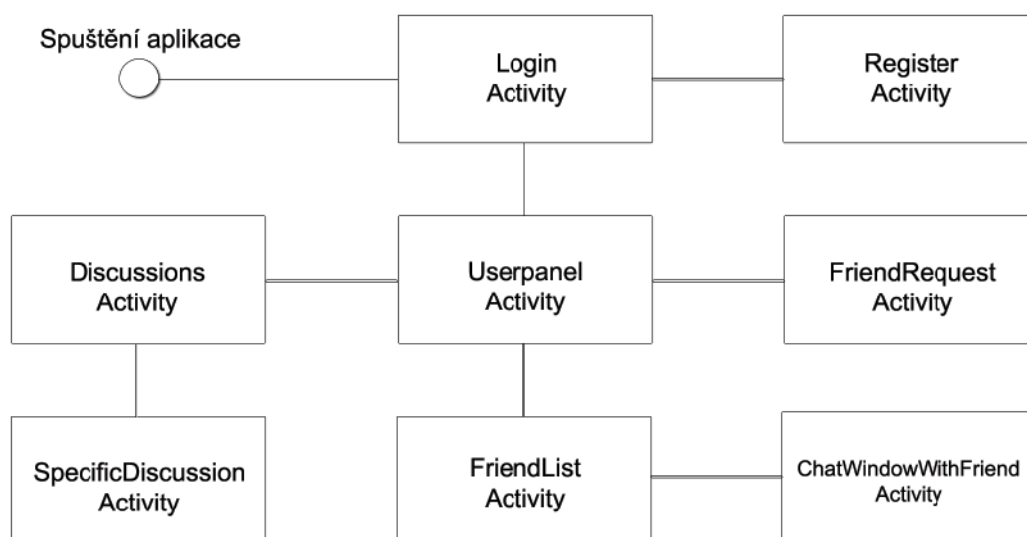 Spuštění aplikace
Login
Activity
Register
Activity
Discussions
Activity
Userpanel
Activity
FriendRequest
Activity
SpecificDiscussion
Activity
FriendList
Activity
ChatWindowWithFriend
Activity